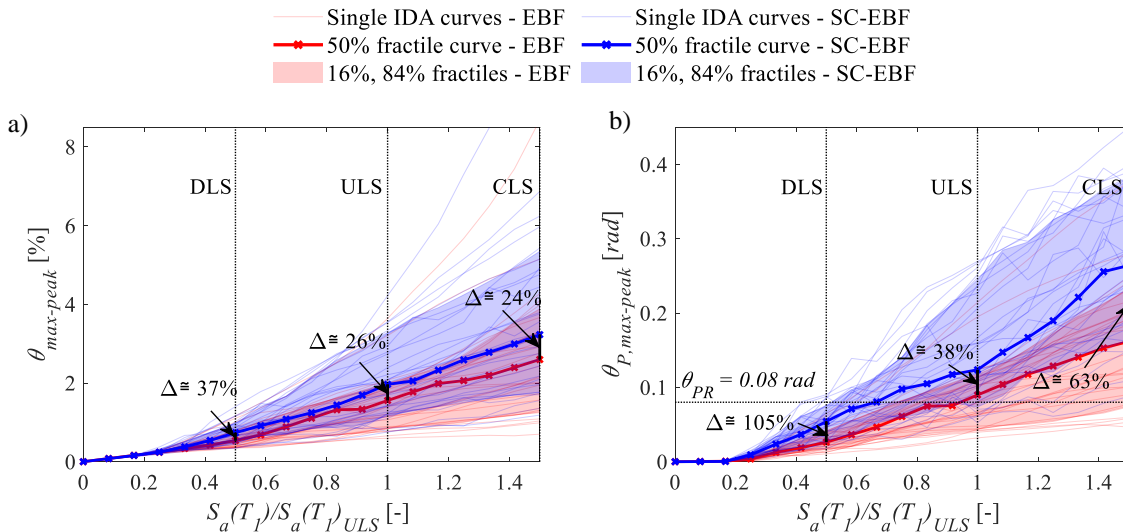 Single IDA curves - EBF
Single IDA curves - SC-EBF
50% fractile curve - EBF
50% fractile curve - SC-EBF
16%, 84% fractiles - EBF
16%, 84% fractiles - SC-EBF
a)
8
6
4
2
0
θmax-peak [%]
DLS
ULS
CLS
Δ≅37%
Δ≅26%
Δ≅24%
0
0.2
0.4
0.6
0.8
1
1.2
1.4
Sa(T1)/Sa(T1)ULS [-]
b)
0.4
0.3
0.2
0.1
0
θP,max-peak [rad]
DLS
ULS
CLS
θPR = 0.08 rad
Δ≅105%
Δ≅38%
Δ≅63%
0
0.2
0.4
0.6
0.8
1
1.2
1.4
Sa(T1)/Sa(T1)ULS [-]